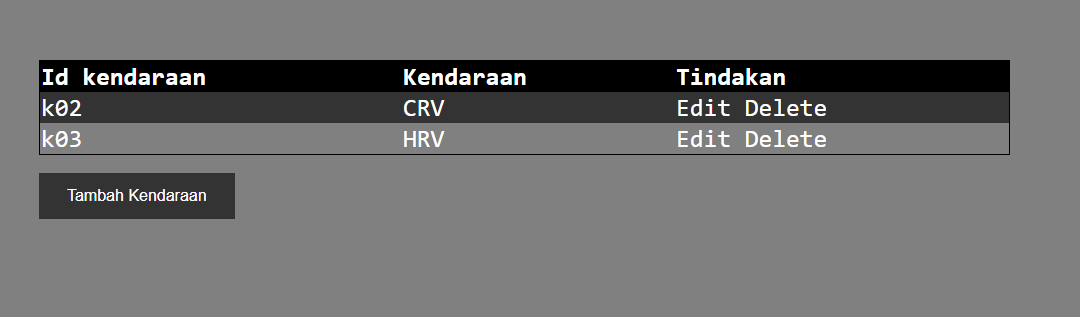 Id kendaraan Kendaraan Tindakan
k02 CRV Edit Delete
k03 HRV Edit Delete
Tambah Kendaraan